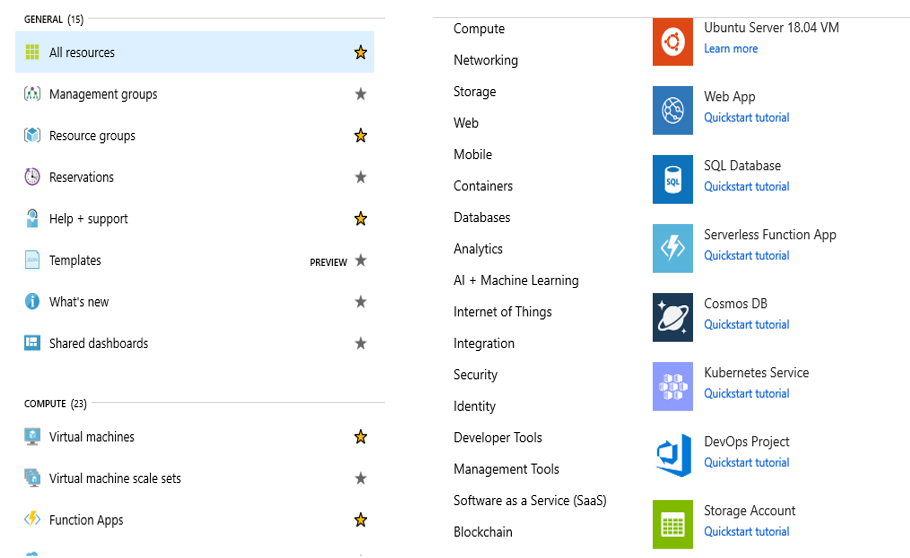 GENERAL (15)
All resources
Management groups
Resource groups
Reservations
Help + support
Templates PREVIEW
What's new
Shared dashboards
COMPUTE (23)
Virtual machines
Virtual machine scale sets
Function Apps
Compute
Networking
Storage
Web
Mobile
Containers
Databases
Analytics
AI + Machine Learning
Internet of Things
Integration
Security
Identity
Developer Tools
Management Tools
Software as a Service (SaaS)
Blockchain
Ubuntu Server 18.04 VM
Learn more
Web App
Quickstart tutorial
SQL
SQL Database
Quickstart tutorial
Serverless Function App
Quickstart tutorial
Cosmos DB
Quickstart tutorial
Kubernetes Service
Quickstart tutorial
DevOps Project
Quickstart tutorial
Storage Account
Quickstart tutorial